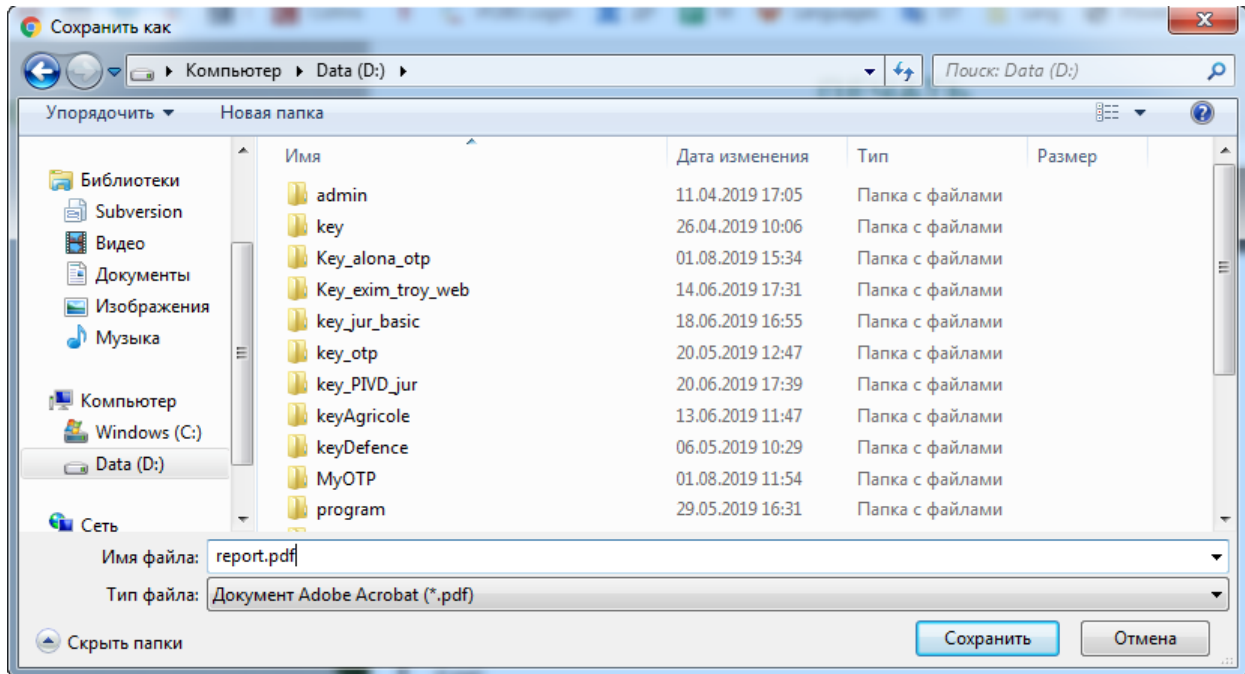 Сохранить как
Компьютер Data (D:) Поиск: Data (D:)
Упорядочить Новая папка
Имя Дата изменения Тип Размер
Библиотеки
Subversion
Видео
Документы
Изображения
Музыка
Компьютер
Windows (C:)
Data (D:)
Сеть
admin 11.04.2019 17:05 Папка с файлами
key 26.04.2019 10:06 Папка с файлами
Key_alona_otp 01.08.2019 15:34 Папка с файлами
Key_exim_troy_web 14.06.2019 17:31 Папка с файлами
key_jur_basic 18.06.2019 16:55 Папка с файлами
key_otp 20.05.2019 12:47 Папка с файлами
key_PIVD_jur 20.06.2019 17:39 Папка с файлами
keyAgricole 13.06.2019 11:47 Папка с файлами
keyDefence 06.05.2019 10:29 Папка с файлами
MyOTP 01.08.2019 11:54 Папка с файлами
program 29.05.2019 16:31 Папка с файлами
Имя файла: report.pdf
Тип файла: Документ Adobe Acrobat (*.pdf)
Скрыть папки Сохранить Отмена